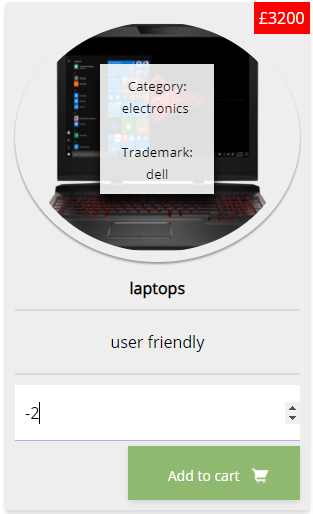 £3200
Category:
electronics
Trademark:
dell
laptops
user friendly
-2
Add to cart